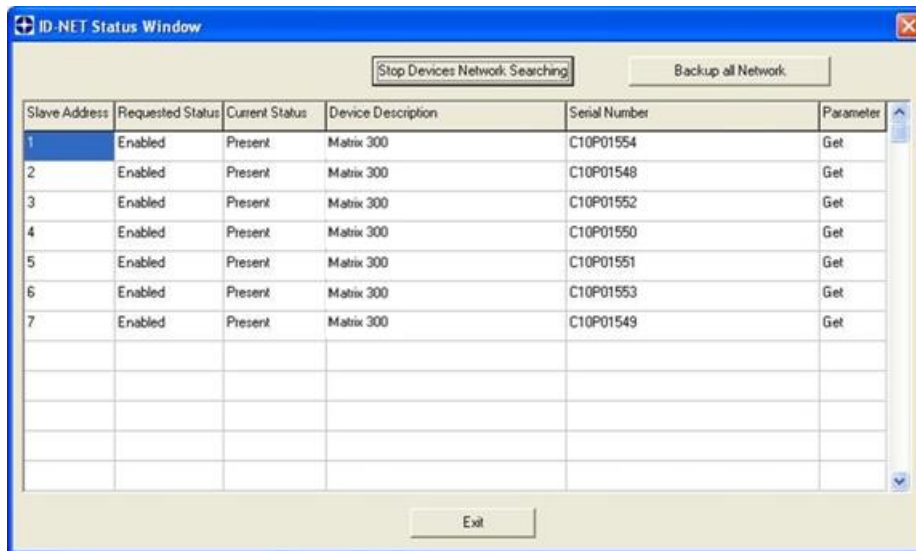 ID-NET Status Window
Stop Devices Network Searching Backup all Network
Slave Address Requested Status Current Status Device Description Serial Number Parameter
1 Enabled Present Matrix 300 C10P01554 Get
2 Enabled Present Matrix 300 C10P01548 Get
3 Enabled Present Matrix 300 C10P01552 Get
4 Enabled Present Matrix 300 C10P01550 Get
5 Enabled Present Matrix 300 C10P01551 Get
6 Enabled Present Matrix 300 C10P01553 Get
7 Enabled Present Matrix 300 C10P01549 Get
Exit